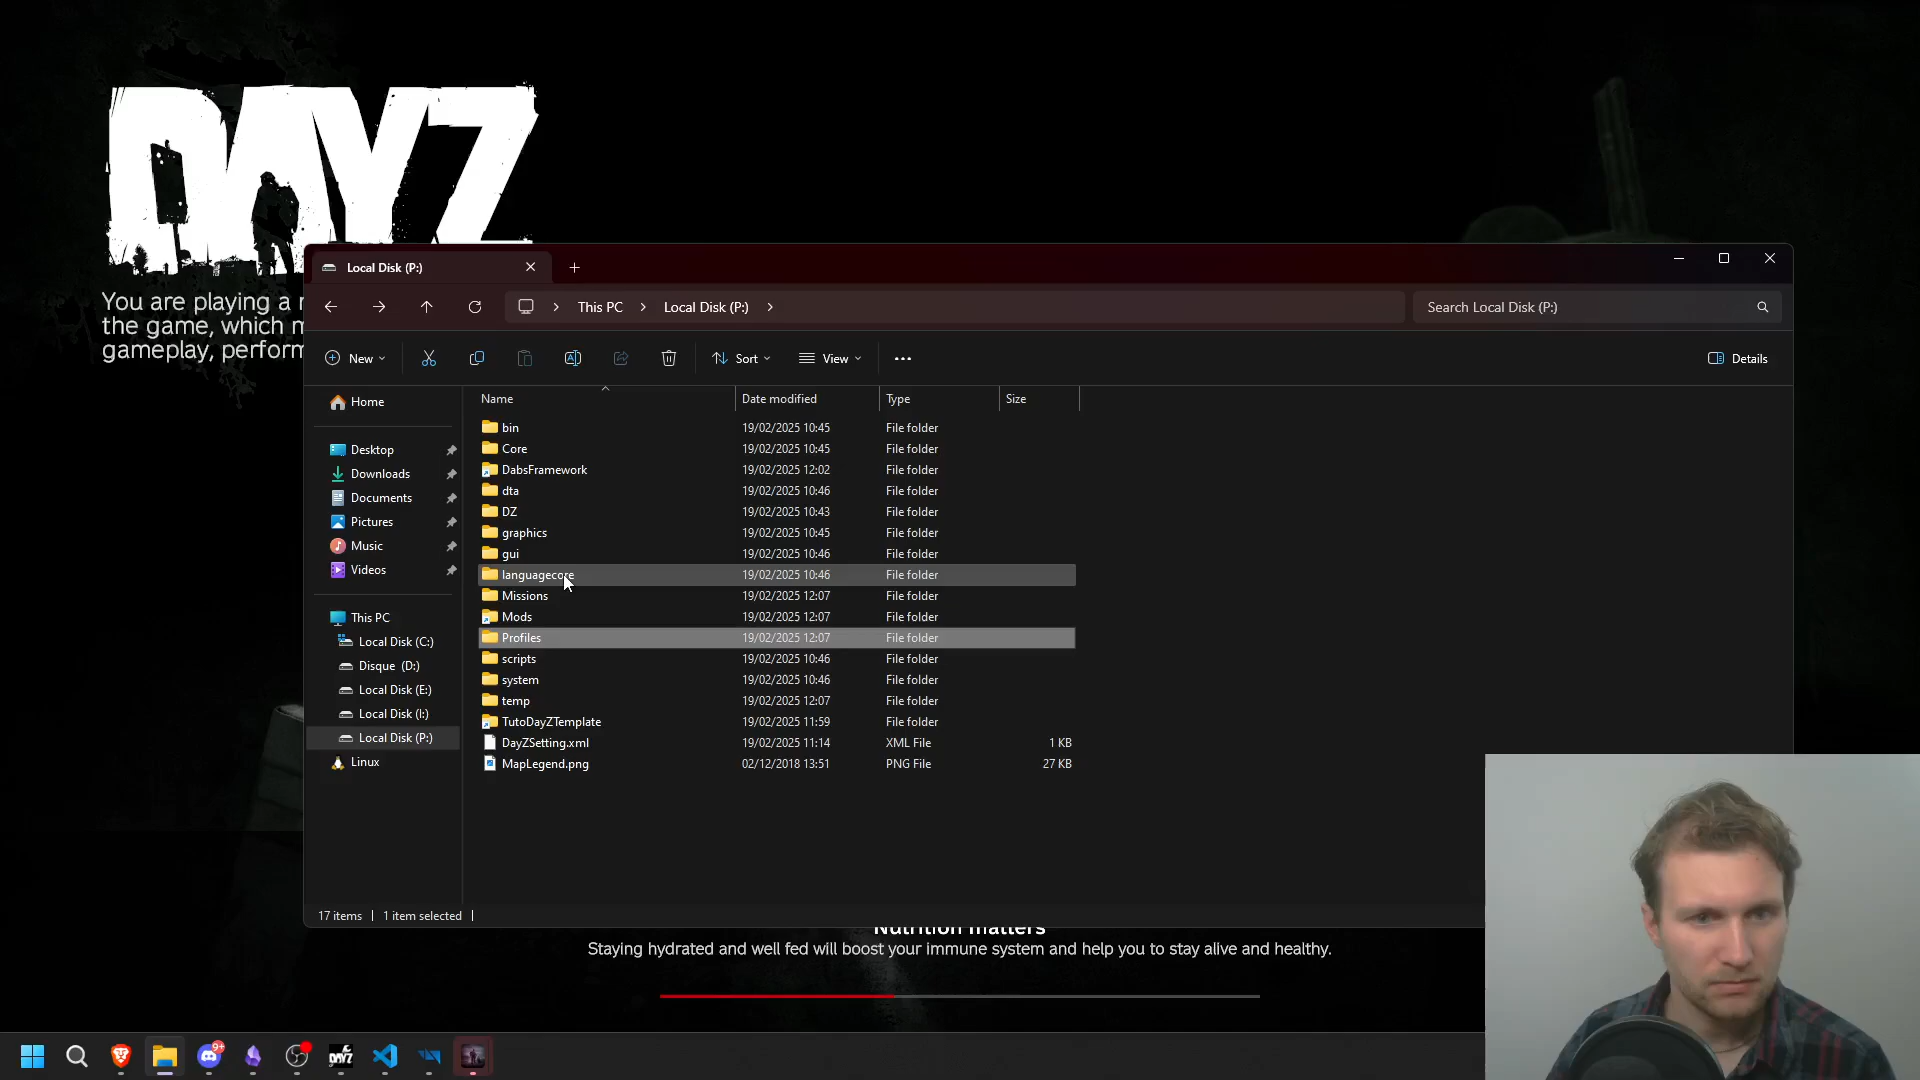 DAYZ
You are playing a
the game, which m
gameplay, perform
Local Disk (P:)
This PC
Local Disk (P:)
Search Local Disk (P:)
New
Sort
View
Details
Home
Desktop
Downloads
Documents
Pictures
Music
Videos
This PC
Local Disk (C:)
Disque (D:)
Local Disk (E:)
Local Disk (I:)
Local Disk (P:)
Linux
Name Date modified Type Size
bin 19/02/2025 10:45 File folder
Core 19/02/2025 10:45 File folder
DabsFramework 19/02/2025 12:02 File folder
dta 19/02/2025 10:46 File folder
DZ 19/02/2025 10:43 File folder
graphics 19/02/2025 10:45 File folder
gui 19/02/2025 10:46 File folder
languagecore 19/02/2025 10:46 File folder
Missions 19/02/2025 12:07 File folder
Mods 19/02/2025 12:07 File folder
Profiles 19/02/2025 12:07 File folder
scripts 19/02/2025 10:46 File folder
system 19/02/2025 10:46 File folder
temp 19/02/2025 12:07 File folder
TutoDayZTemplate 19/02/2025 11:59 File folder
DayZSetting.xml 19/02/2025 11:14 XML File 1 KB
MapLegend.png 02/12/2018 13:51 PNG File 27 KB
17 items 1 item selected
Nutrition matters
Staying hydrated and well fed will boost your immune system and help you to stay alive and healthy.
9+
DAYZ